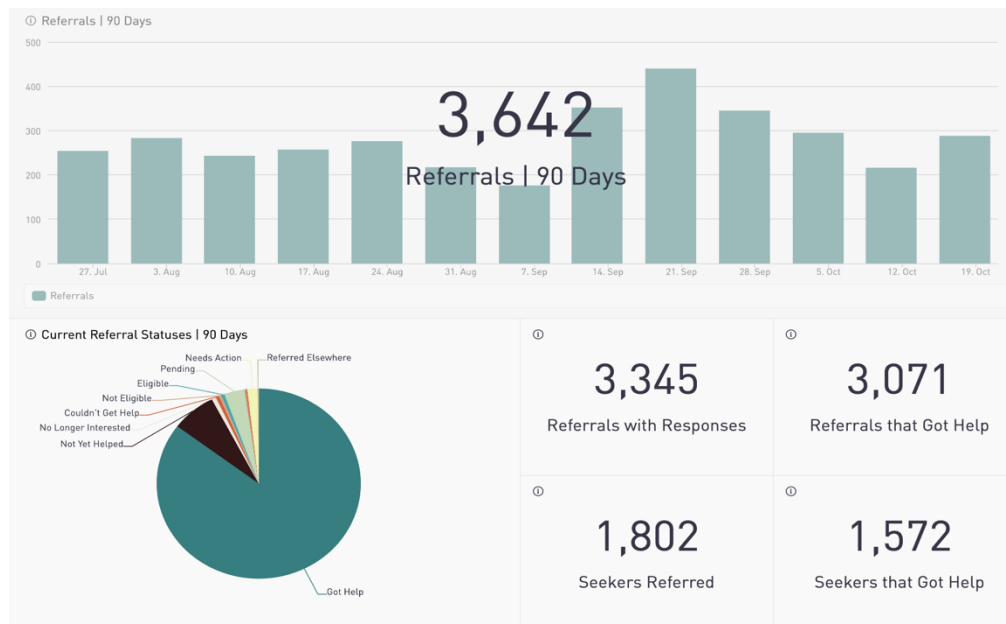 Referrals | 90 Days
500
400
300
200
100
0
3,642
Referrals | 90 Days
27. Jul
3. Aug
10. Aug
17. Aug
24. Aug
31. Aug
7. Sep
14. Sep
21. Sep
28. Sep
5. Oct
12. Oct
19. Oct
Referrals
Current Referral Statuses | 90 Days
Needs Action
Referred Elsewhere
Pending
Eligible
Not Eligible
Couldn't Get Help
No Longer Interested
Not Yet Helped
Got Help
3,345
Referrals with Responses
3,071
Referrals that Got Help
1,802
Seekers Referred
1,572
Seekers that Got Help